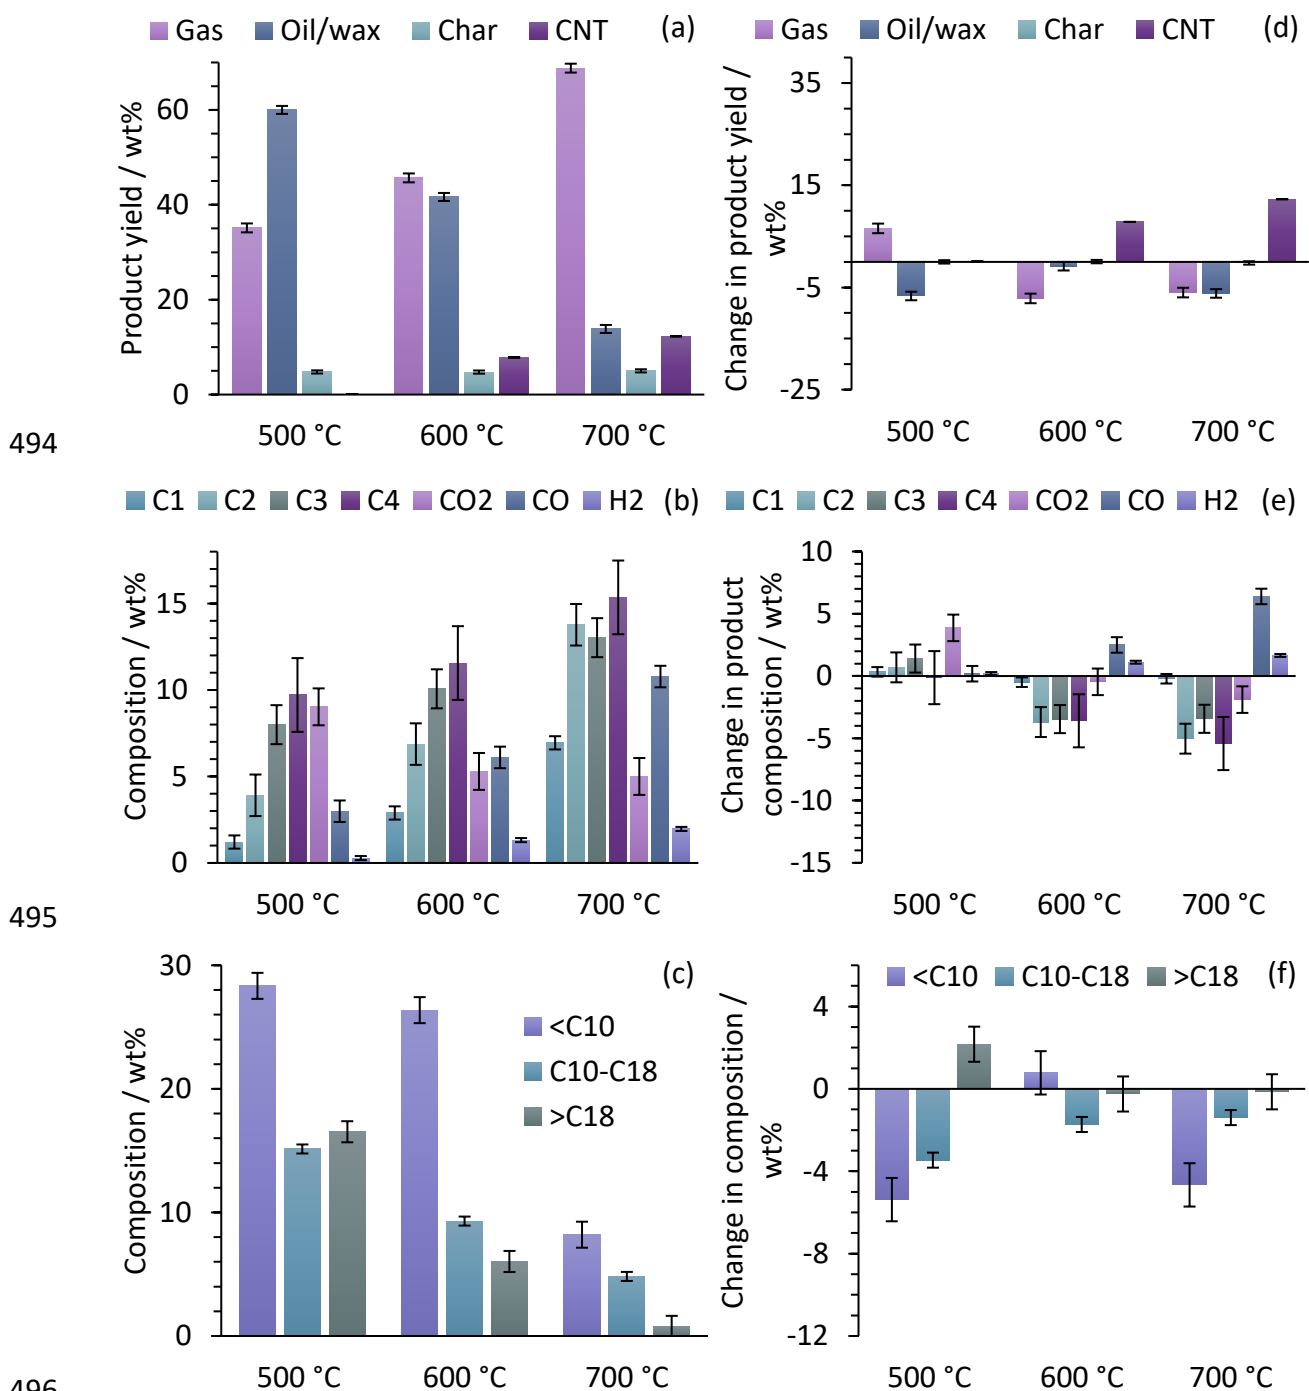 Gas Oil/wax Char CNT (a)
Product yield / wt%
60
40
20
0
500 °C 600 °C 700 °C
494
Gas Oil/wax Char CNT (d)
Change in product yield /
wt%
35
15
-5
-25
500 °C 600 °C 700 °C
C1 C2 C3 C4 CO2 CO H2 (b)
Composition / wt%
15
10
5
0
500 °C 600 °C 700 °C
495
C1 C2 C3 C4 CO2 CO H2 (e)
Change in product
composition / wt%
10
5
0
-5
-10
-15
500 °C 600 °C 700 °C
(c)
Composition / wt%
30
20
10
0
<C10
C10-C18
>C18
500 °C 600 °C 700 °C
496
<C10 C10-C18 >C18 (f)
Change in composition /
wt%
4
0
-4
-8
-12
500 °C 600 °C 700 °C